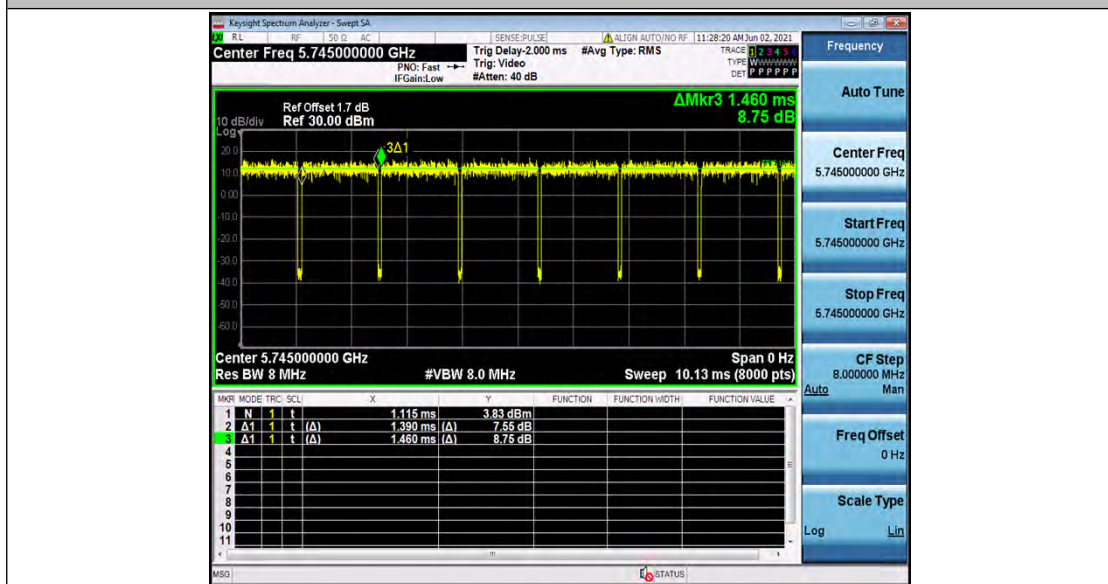 Keysight Spectrum Analyzer - Swept SA
RL RF 50 Ω AC SENSE:PULSE ALIGN AUTO/NO RF 11:28:20 AM Jun 02, 2021
Center Freq 5.745000000 GHz
PNO: Fast
IFGain:Low
Trig Delay-2.000 ms
Trig: Video
#Atten: 40 dB
#Avg Type: RMS
TRACE 1 2 3 4 5 6
TYPE WWWWWW
DET P P P P P P
Frequency
Auto Tune
Center Freq
5.745000000 GHz
Start Freq
5.745000000 GHz
Stop Freq
5.745000000 GHz
CF Step
8.000000 MHz
Auto Man
Freq Offset
0 Hz
Scale Type
Log Lin
ΔMkr3 1.460 ms
8.75 dB
Ref Offset 1.7 dB
10 dB/div Ref 30.00 dBm
Log
20.0
10.0
0.00
-10.0
-20.0
-30.0
-40.0
-50.0
-60.0
3Δ1
Center 5.745000000 GHz Span 0 Hz
Res BW 8 MHz #VBW 8.0 MHz Sweep 10.13 ms (8000 pts)
MKR MODE TRC SCL X Y FUNCTION FUNCTION WIDTH FUNCTION VALUE
1 N 1 t 1.115 ms 3.83 dBm
2 Δ1 1 t (Δ) 1.390 ms (Δ) 7.55 dB
3 Δ1 1 t (Δ) 1.460 ms (Δ) 8.75 dB
4
5
6
7
8
9
10
11
MSG STATUS